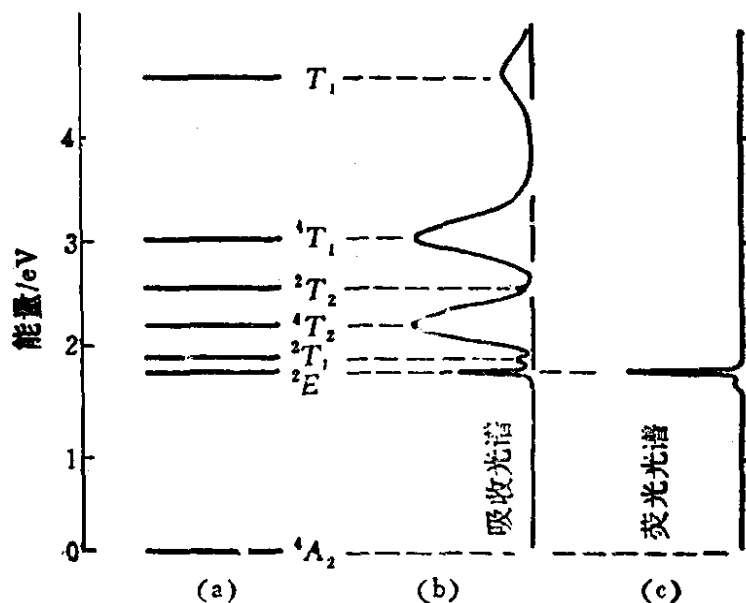 T₁
4
3
⁴T₁
²T₂
⁴T₂
2
²T₁
²E
1
0
⁴A₂
能量/eV
吸收光谱
荧光光谱
(a)
(b)
(c)